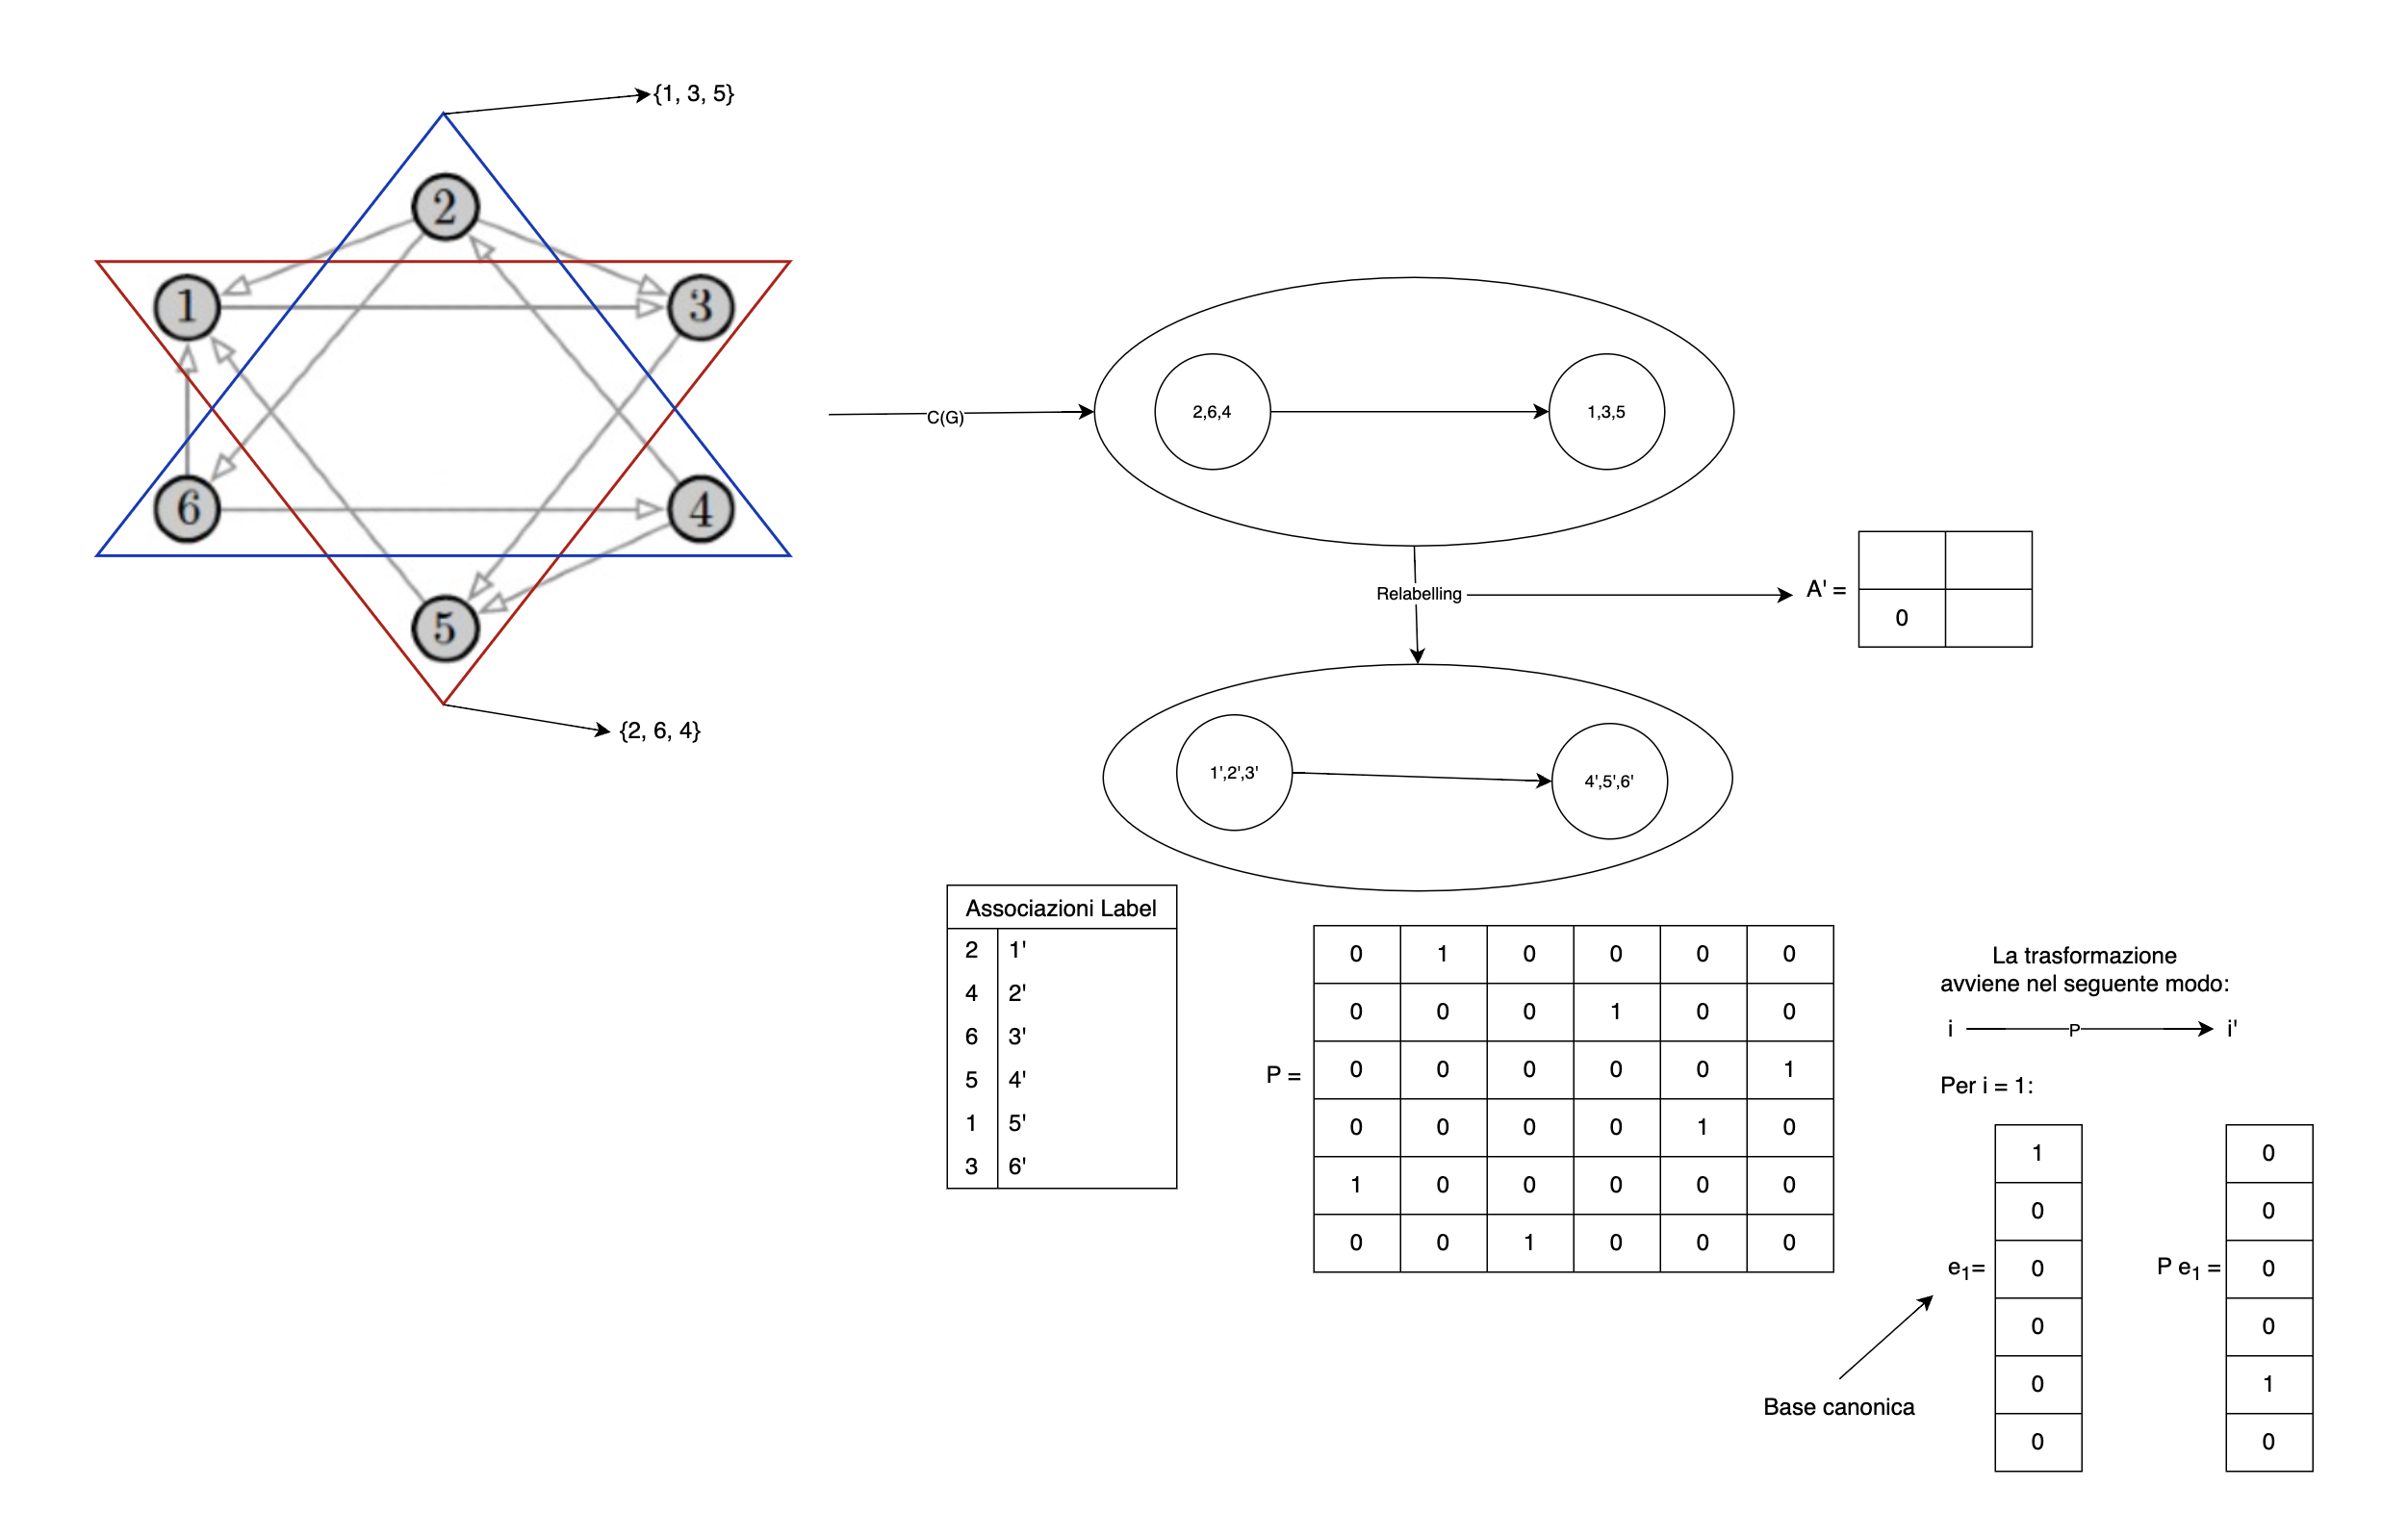 {1, 3, 5}
2
1
3
6
4
5
{2, 6, 4}
C(G)
2,6,4
1,3,5
Relabelling
A' =
0
1',2',3'
4',5',6'
Associazioni Label
2 1'
4 2'
6 3'
5 4'
1 5'
3 6'
P =
0 1 0 0 0 0
0 0 0 1 0 0
0 0 0 0 0 1
0 0 0 0 1 0
1 0 0 0 0 0
0 0 1 0 0 0
La trasformazione
avviene nel seguente modo:
i P i'
Per i = 1:
e₁=
1
0
0
0
0
0
P e₁ =
0
0
0
0
1
0
Base canonica